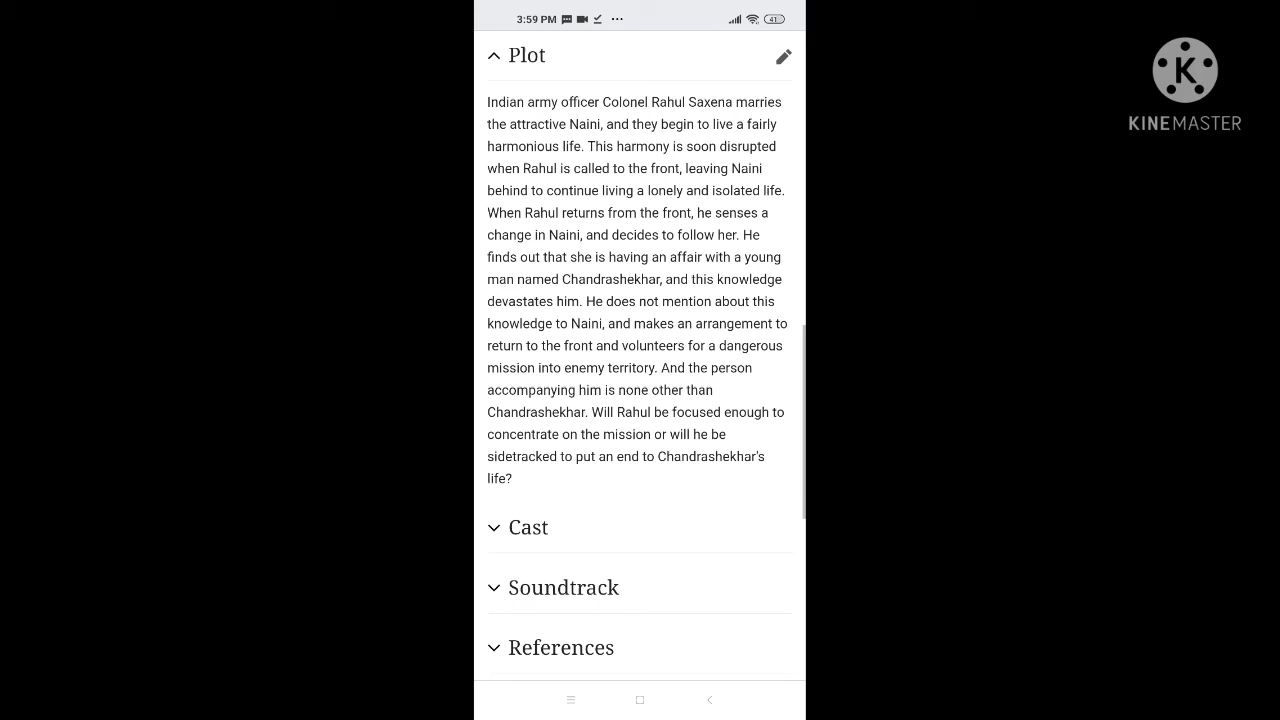 3:59 PM
41
Plot
K
KINEMASTER
Indian army officer Colonel Rahul Saxena marries
the attractive Naini, and they begin to live a fairly
harmonious life. This harmony is soon disrupted
when Rahul is called to the front, leaving Naini
behind to continue living a lonely and isolated life.
When Rahul returns from the front, he senses a
change in Naini, and decides to follow her. He
finds out that she is having an affair with a young
man named Chandrashekhar, and this knowledge
devastates him. He does not mention about this
knowledge to Naini, and makes an arrangement to
return to the front and volunteers for a dangerous
mission into enemy territory. And the person
accompanying him is none other than
Chandrashekhar. Will Rahul be focused enough to
concentrate on the mission or will he be
sidetracked to put an end to Chandrashekhar's
life?
Cast
Soundtrack
References